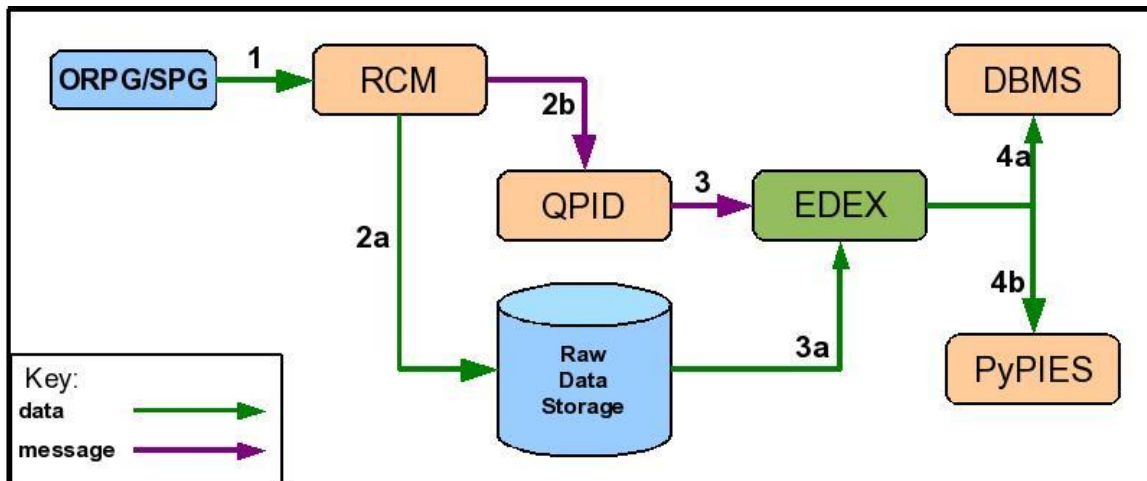 ORPG/SPG
1
RCM
2b
DBMS
4a
QPID
3
EDEX
2a
4b
Raw
Data
Storage
3a
PyPIES
Key:
data
message